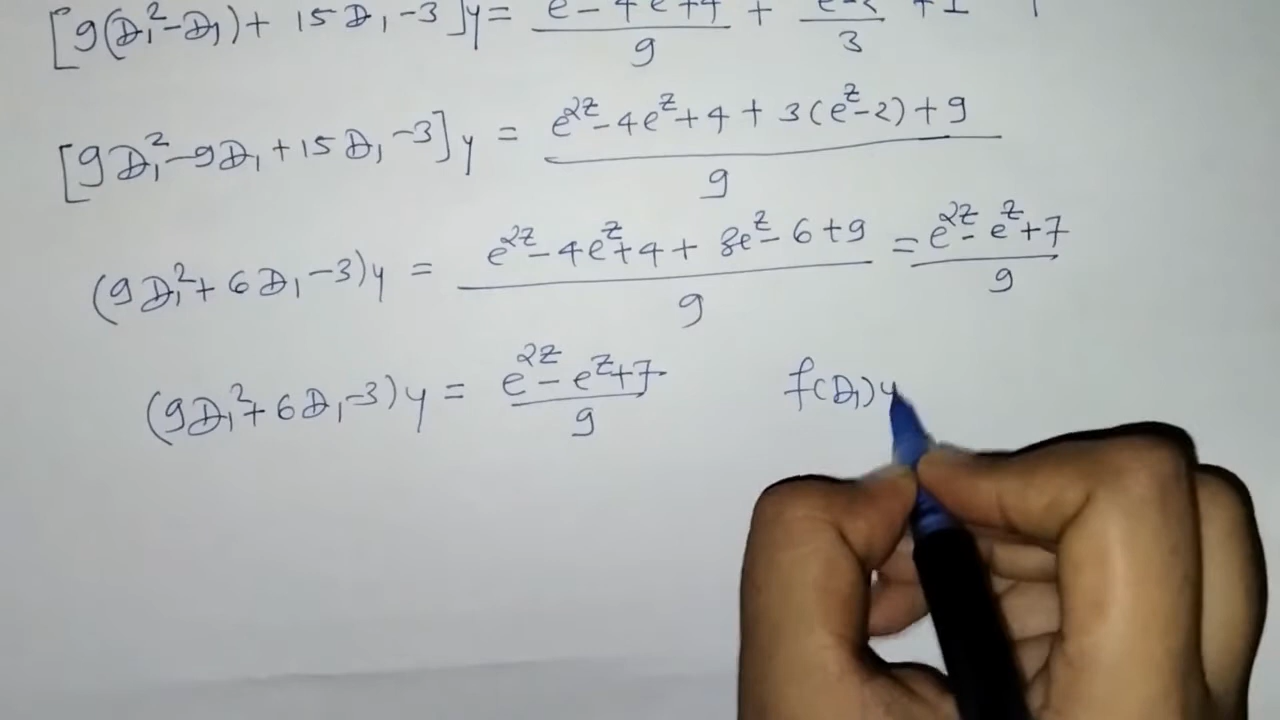 [9(D₁²-D₁)+ 15D₁-3]y= e - 4e+4/9 + e-2/3 +1
[9D₁²-9D₁+15D₁-3]y = e^2z-4e^z+4+3(e^z-2)+9/9
(9D₁²+6D₁-3)y = e^2z-4e^z+4+3e^z-6+9/9 = e^2z-e^z+7/9
(9D₁²+6D₁-3)y = e^2z-e^z+7/9 f(D₁)y